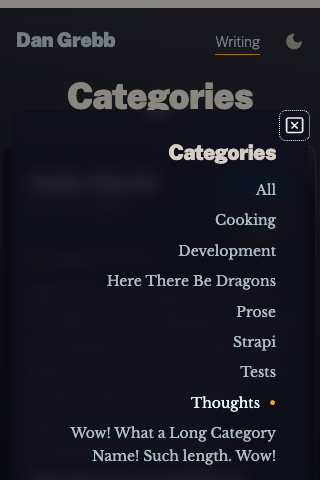 Dan Grebb
Writing
Categories
Categories
All
Cooking
Development
Here There Be Dragons
Prose
Strapi
Tests
Thoughts •
Wow! What a Long Category
Name! Such length. Wow!